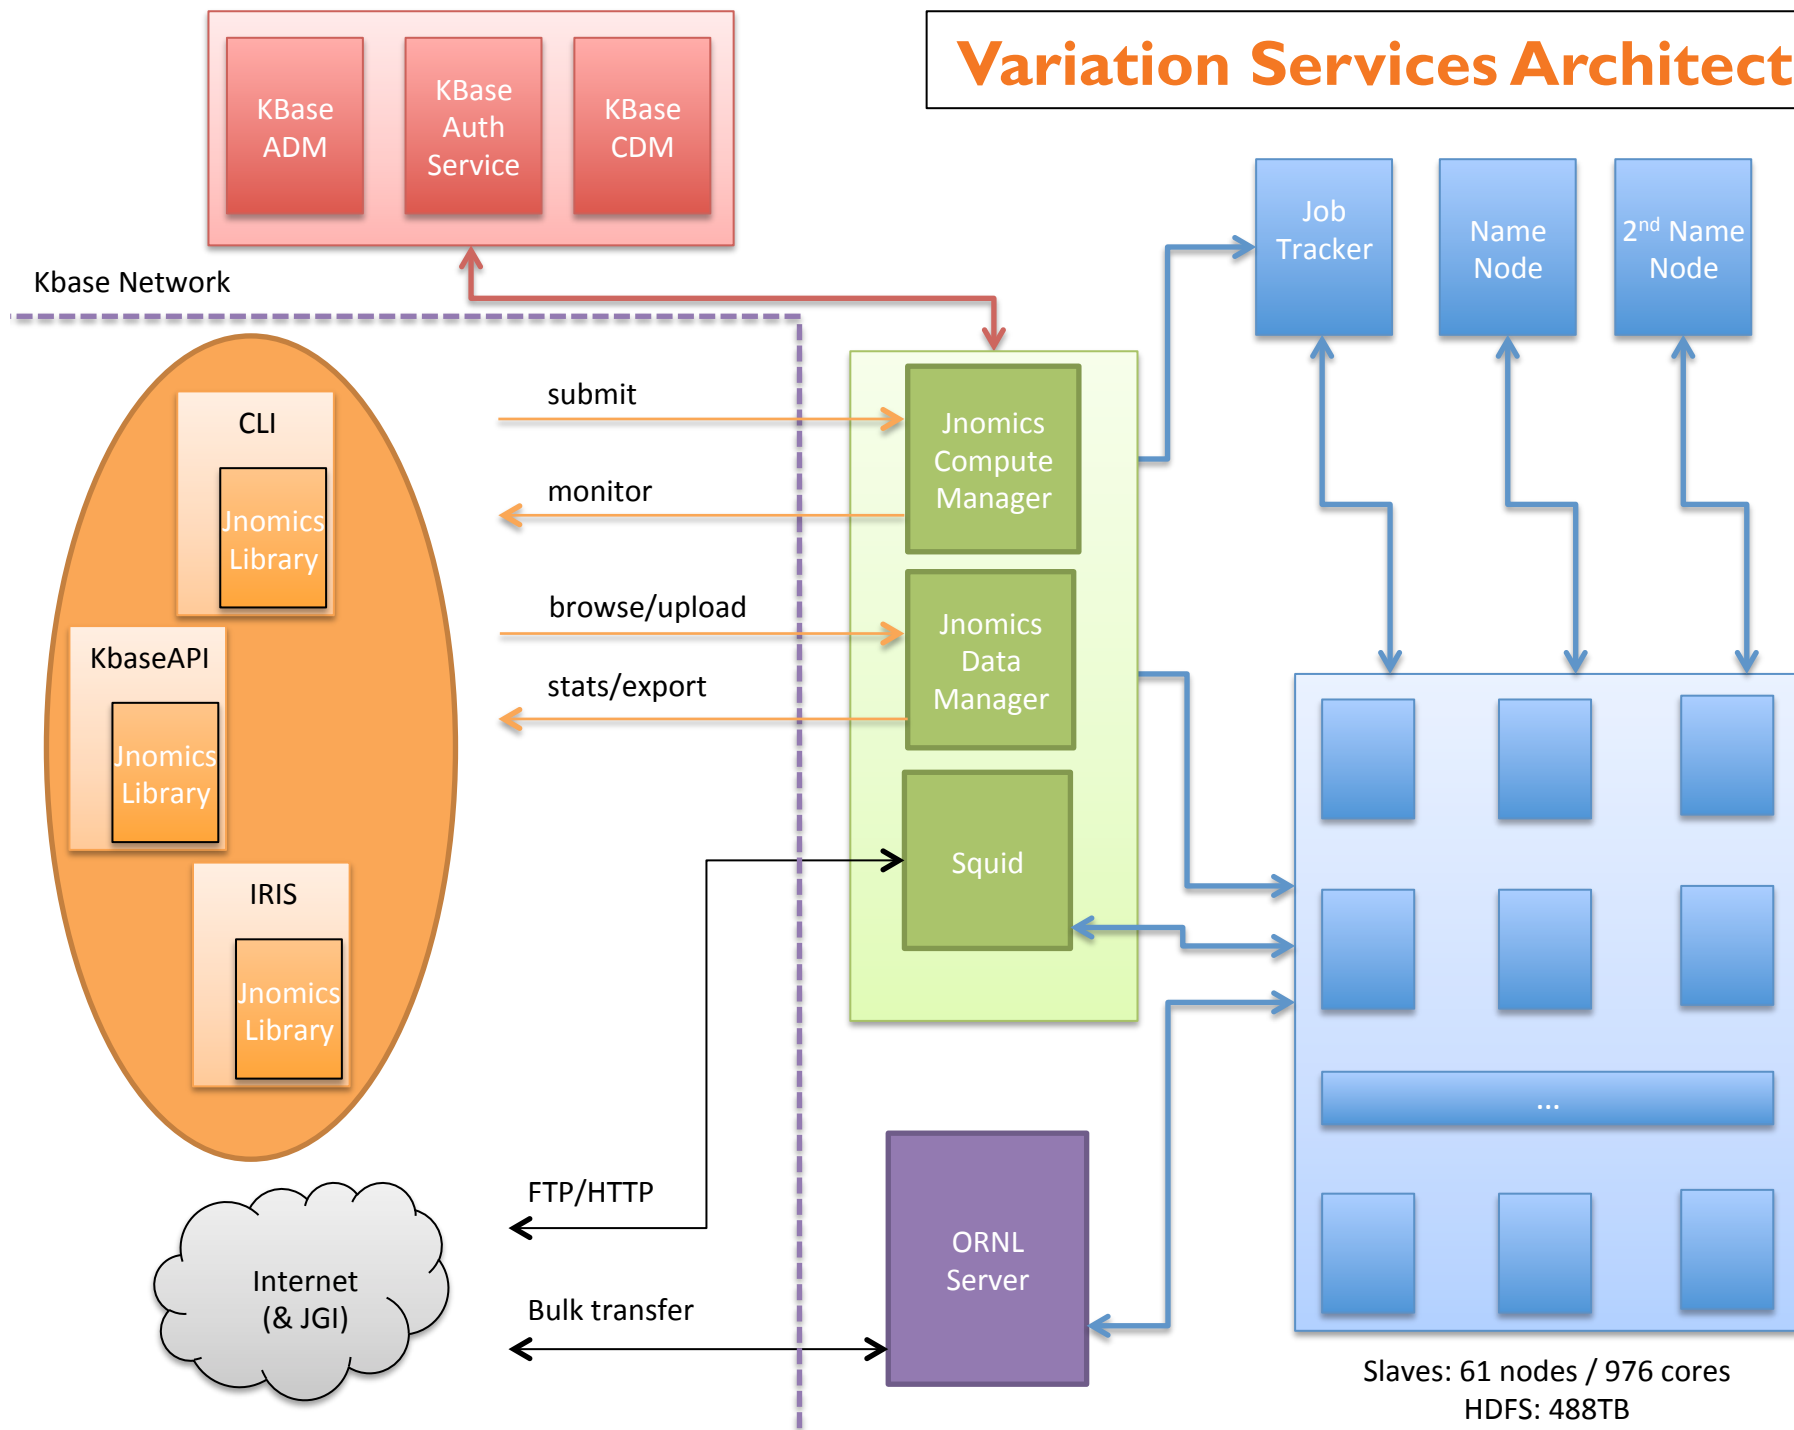 Variation Services Architect
KBase
ADM
KBase
Auth
Service
KBase
CDM
Job
Tracker
Name
Node
2nd Name
Node
Kbase Network
CLI
Jnomics
Library
KbaseAPI
Jnomics
Library
IRIS
Jnomics
Library
submit
monitor
browse/upload
stats/export
Jnomics
Compute
Manager
Jnomics
Data
Manager
Squid
...
FTP/HTTP
Internet
(& JGI)
Bulk transfer
ORNL
Server
Slaves: 61 nodes / 976 cores
HDFS: 488TB